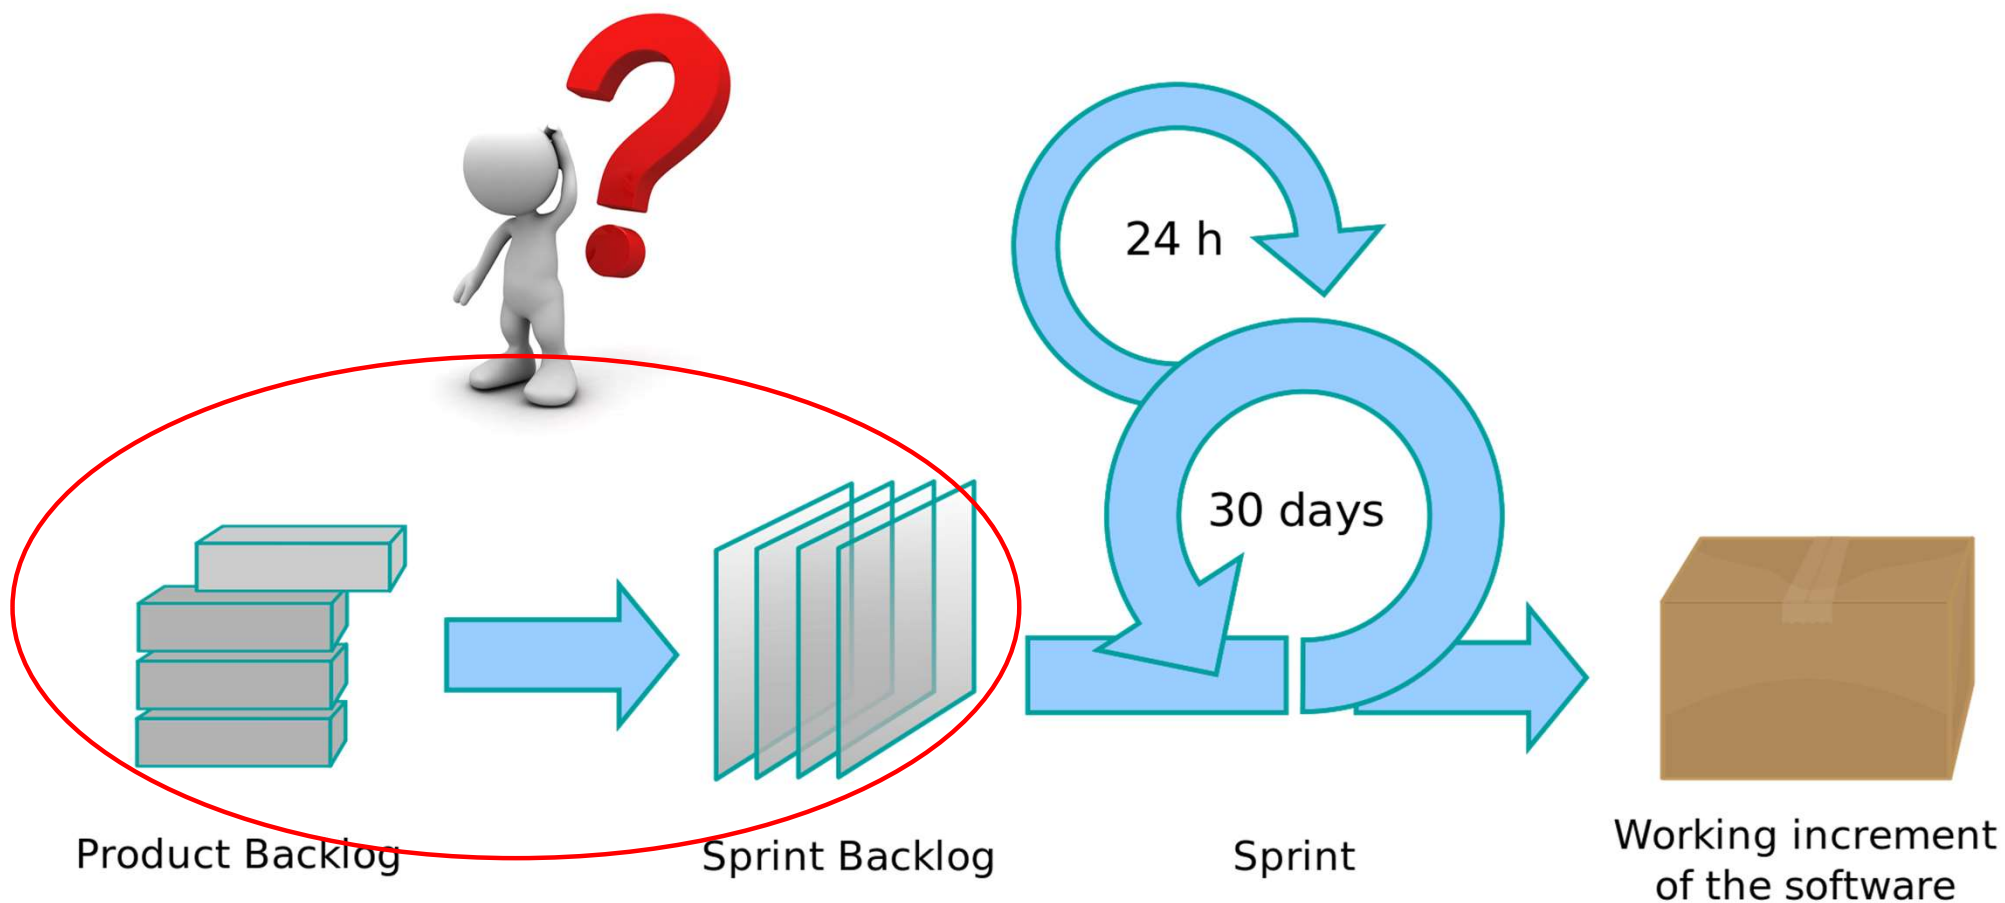 24 h
30 days
Product Backlog
Sprint Backlog
Sprint
Working increment
of the software